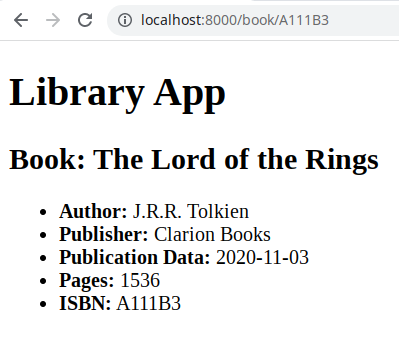 localhost:8000/book/A111B3
Library App
Book: The Lord of the Rings
Author: J.R.R. Tolkien
Publisher: Clarion Books
Publication Data: 2020-11-03
Pages: 1536
ISBN: A111B3